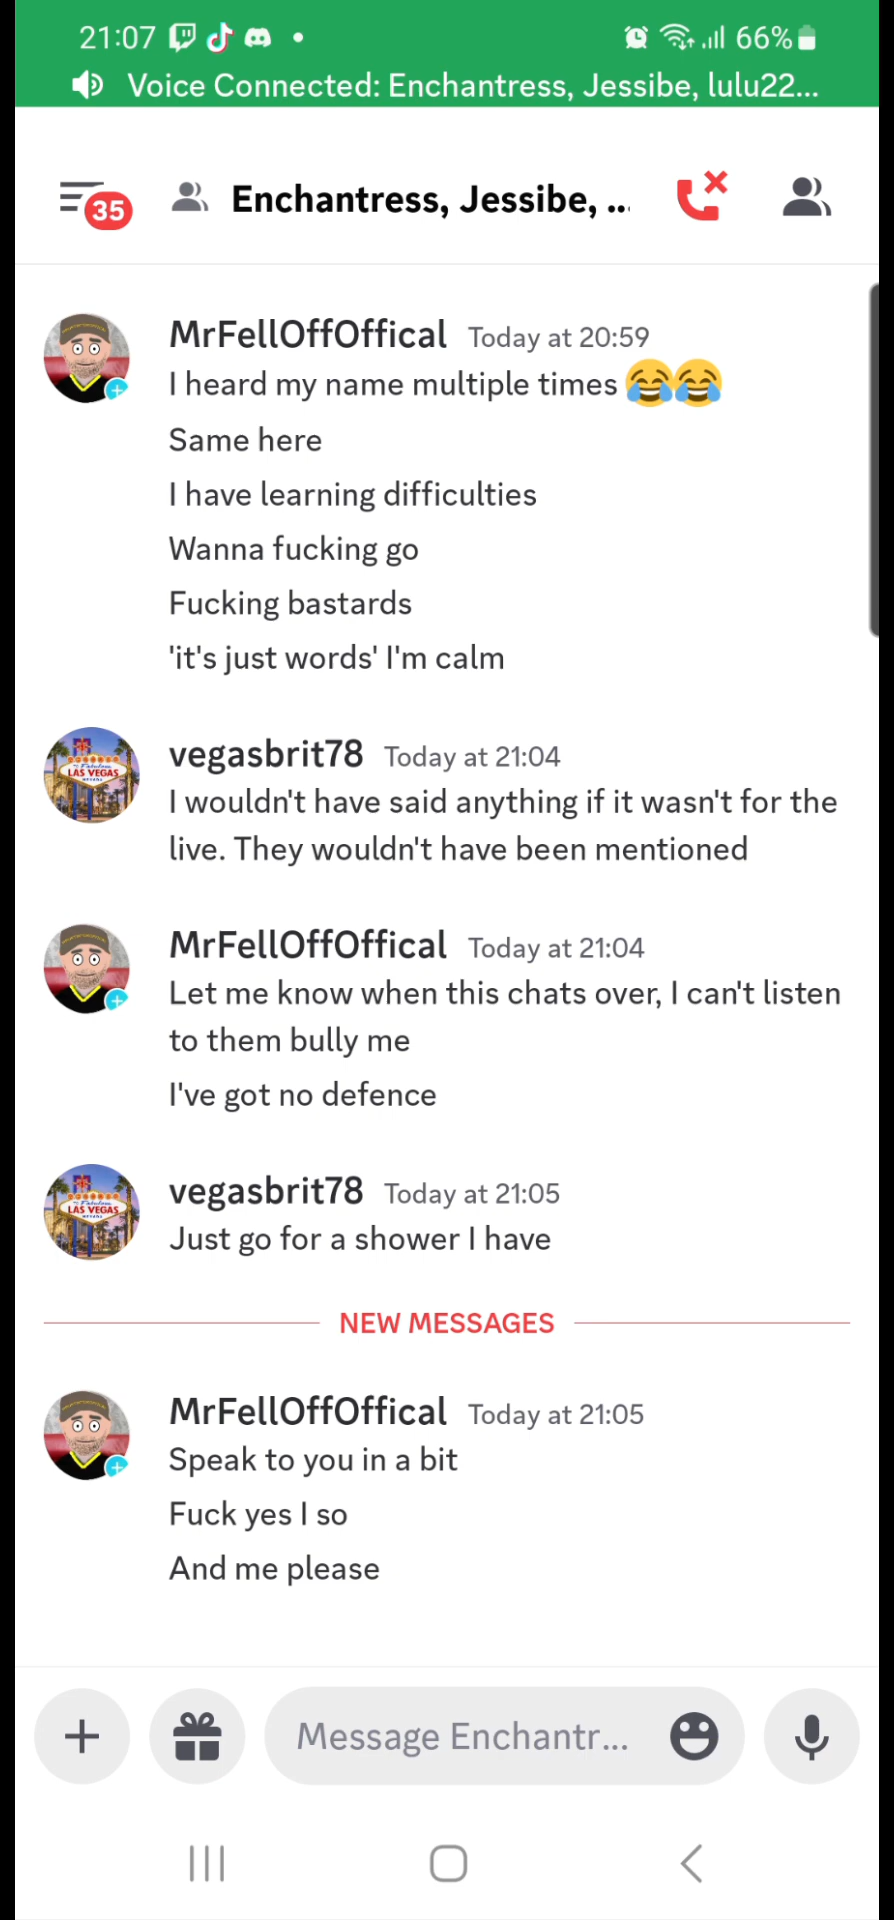 21:07 66%
Voice Connected: Enchantress, Jessibe, lulu22...
35 Enchantress, Jessibe, ...
MrFellOffOffical Today at 20:59
I heard my name multiple times 😂😂
Same here
I have learning difficulties
Wanna fucking go
Fucking bastards
'it's just words' I'm calm
vegasbrit78 Today at 21:04
LAS VEGAS
I wouldn't have said anything if it wasn't for the
live. They wouldn't have been mentioned
MrFellOffOffical Today at 21:04
Let me know when this chats over, I can't listen
to them bully me
I've got no defence
vegasbrit78 Today at 21:05
LAS VEGAS
Just go for a shower I have
NEW MESSAGES
MrFellOffOffical Today at 21:05
Speak to you in a bit
Fuck yes I so
And me please
Message Enchantr...